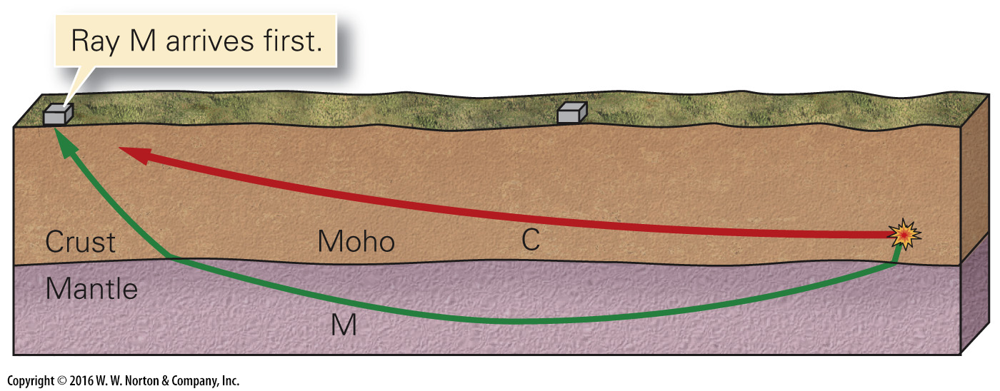 Ray M arrives first.
Crust
Moho
C
Mantle
M
Copyright © 2016 W. W. Norton & Company, Inc.